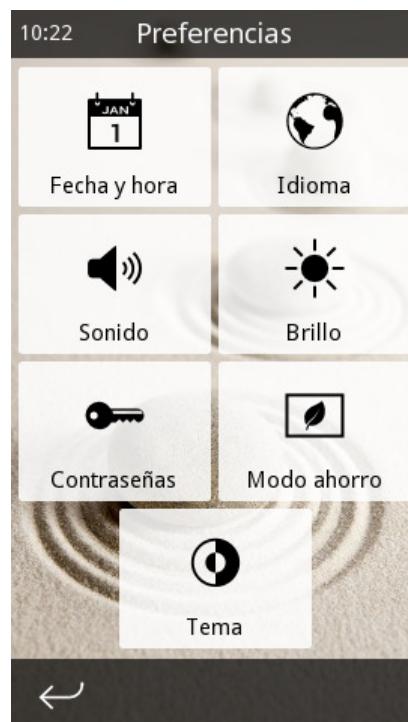 10:22 Preferencias
JAN
1
Fecha y hora
Idioma
Sonido
Brillo
Contraseñas
Modo ahorro
Tema